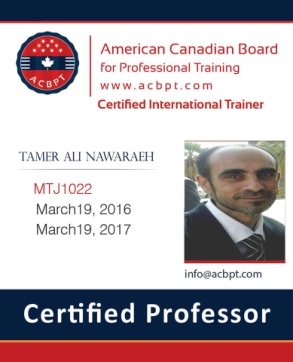 American Canadian Board
for Professional Training
www.acbpt.com
Certified International Trainer
ACBPT
TAMER ALI NAWARAEH
MTJ1022
March19, 2016
March19, 2017
info@acbpt.com
Certified Professor